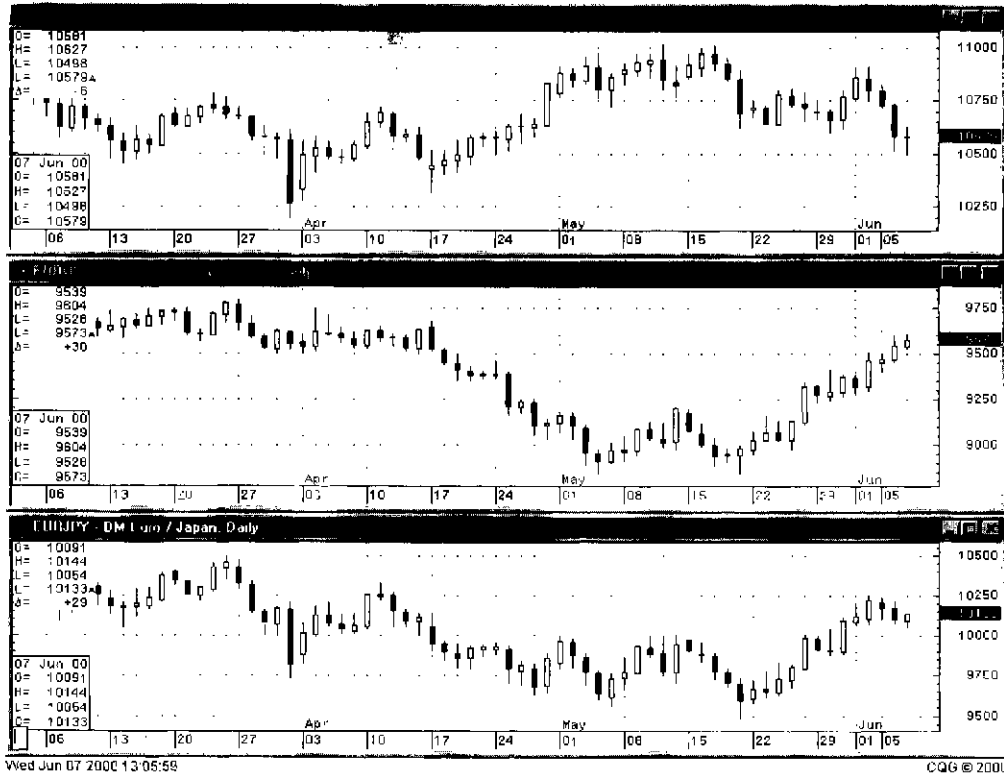 O= 10581
H= 10627
L= 10498
L= 10579▲
Δ= -6
11000
10750
10500
10250
07 Jun 00
O= 10581
H= 10627
L= 10498
C= 10579
Apr May Jun
06 13 20 27 03 10 17 24 01 08 15 22 29 01 05
O= 9539
H= 9604
L= 9526
L= 9573▲
Δ= +30
9750
9500
9250
9000
07 Jun 00
O= 9539
H= 9604
L= 9526
C= 9573
Apr May Jun
06 13 20 27 03 10 17 24 01 08 15 22 29 01 05
EURJPY - DM Euro / Japan, Daily
O= 10091
H= 10144
L= 10054
L= 10133▲
Δ= +29
10500
10250
10000
9750
9500
07 Jun 00
O= 10091
H= 10144
L= 10054
C= 10133
Apr May Jun
06 13 20 27 03 10 17 24 01 08 15 22 29 01 05
Wed Jun 07 2000 13:05:59
CQG ©